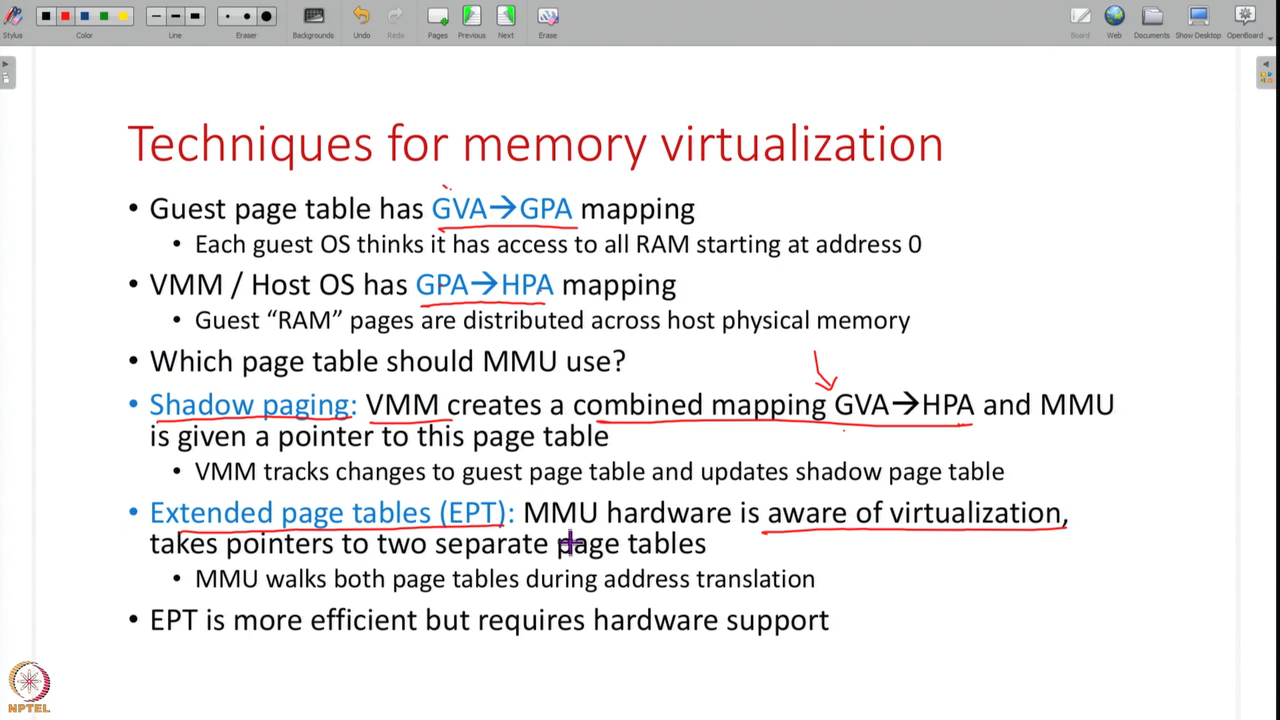 Stylus
Color
Line
Eraser
Backgrounds
Undo
Redo
Pages
Previous
Next
Erase
Board
Web
Documents
Show Desktop
OpenBoard
Techniques for memory virtualization
• Guest page table has GVA→GPA mapping
• Each guest OS thinks it has access to all RAM starting at address 0
• VMM / Host OS has GPA→HPA mapping
• Guest “RAM” pages are distributed across host physical memory
• Which page table should MMU use?
• Shadow paging: VMM creates a combined mapping GVA→HPA and MMU
is given a pointer to this page table
• VMM tracks changes to guest page table and updates shadow page table
• Extended page tables (EPT): MMU hardware is aware of virtualization,
takes pointers to two separate page tables
• MMU walks both page tables during address translation
• EPT is more efficient but requires hardware support
NPTEL